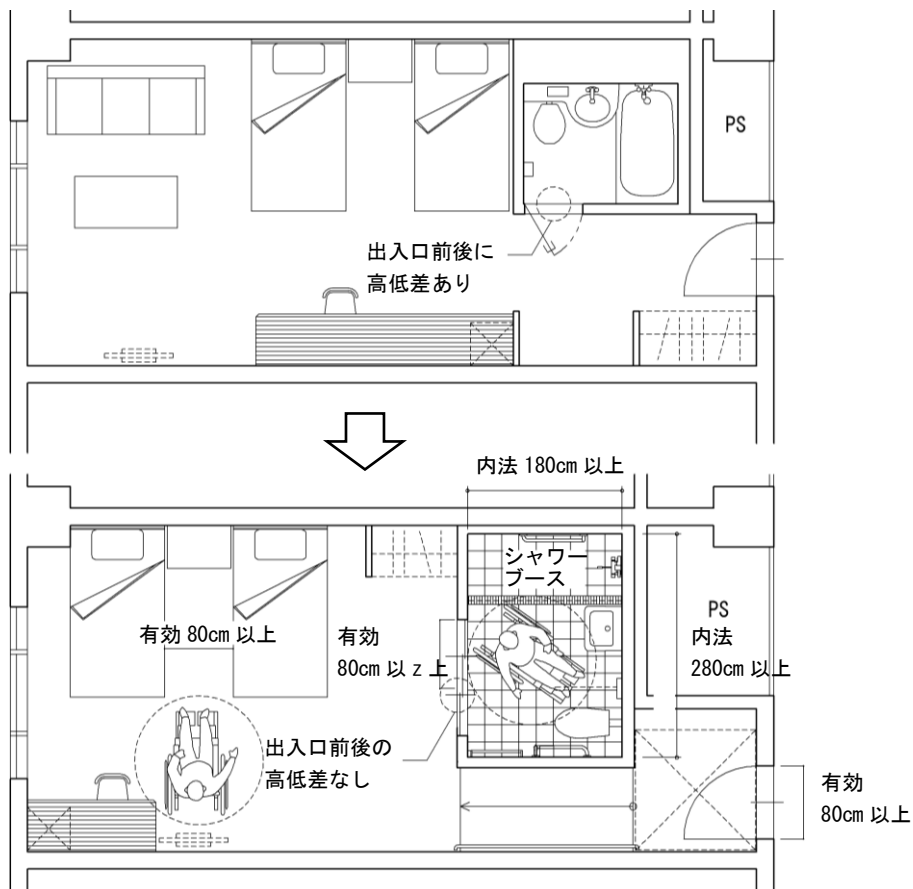 PS
出入口前後に
高低差あり
内法 180cm 以上
シャワー
ブース
PS
有効 80cm 以上
有効
80cm 以 z 上
内法
280cm 以上
出入口前後の
高低差なし
有効
80cm 以上